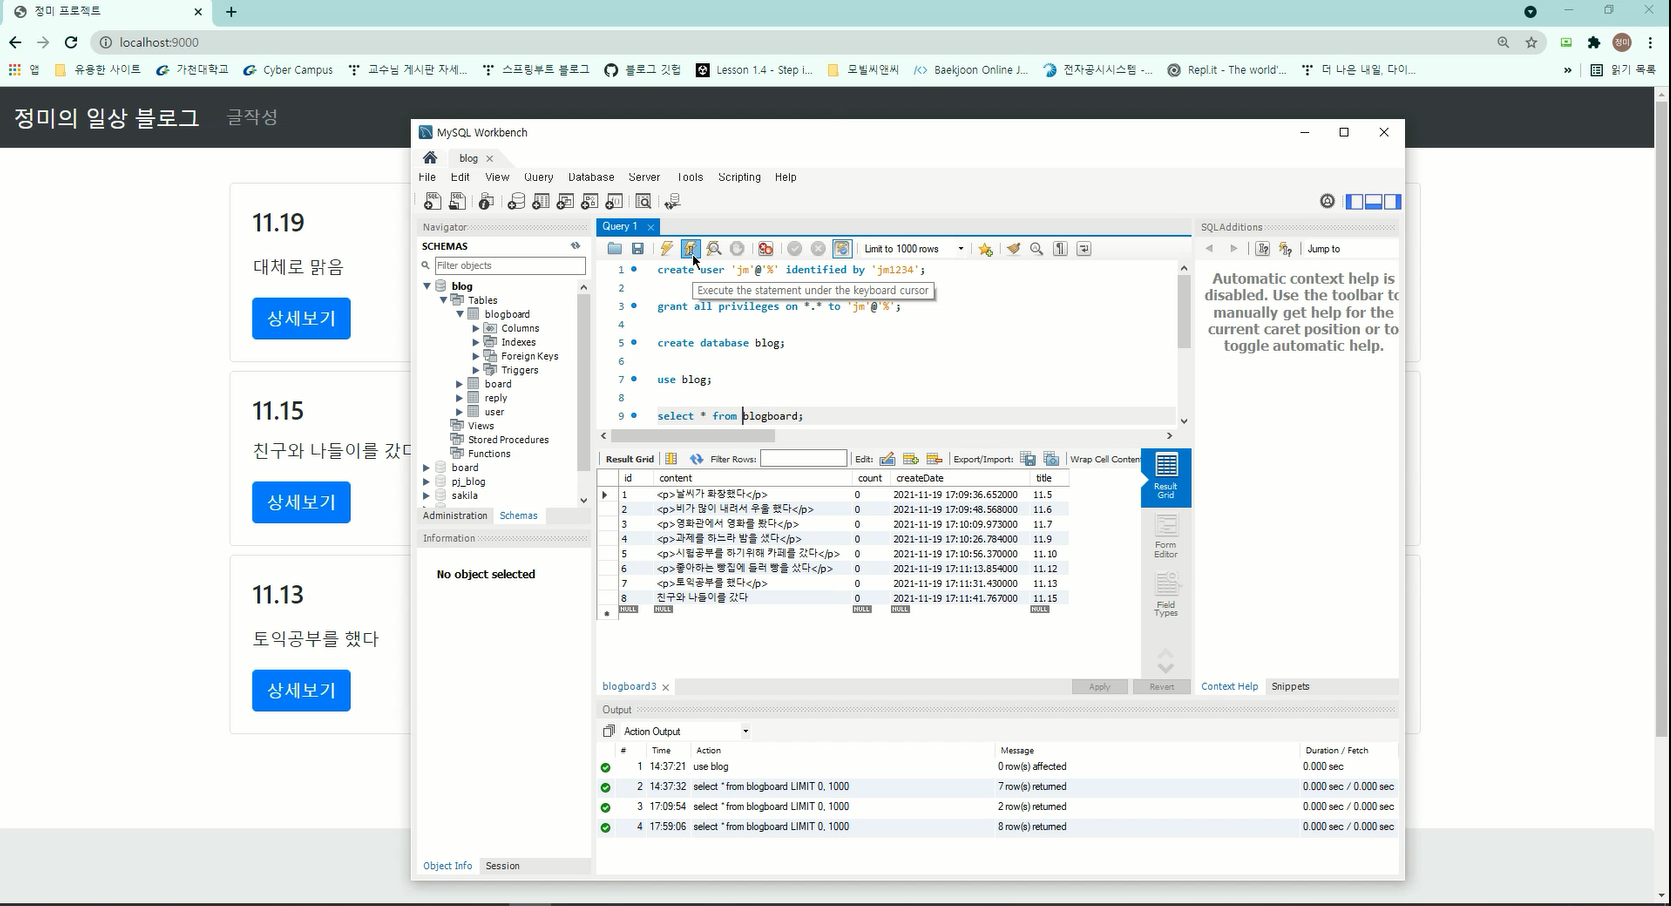 정미 프로젝트
localhost:9000
정미
앱 유용한 사이트 가천대학교 Cyber Campus 교수님 게시판 자세... 스프링부트 블로그 블로그 깃헙 Lesson 1.4 - Step i... 모빌씨앤씨 Baekjoon Online J... 전자공시시스템 -... Repl.it - The world'... 더 나은 내일, 다이... » 읽기 목록
정미의 일상 블로그 글작성
11.19
대체로 맑음
상세보기
11.15
친구와 나들이를 갔다
상세보기
11.13
토익공부를 했다
상세보기
MySQL Workbench
blog
File Edit View Query Database Server Tools Scripting Help
Navigator
SCHEMAS
Filter objects
blog
Tables
blogboard
Columns
Indexes
Foreign Keys
Triggers
board
reply
user
Views
Stored Procedures
Functions
board
pj_blog
sakila
Administration Schemas
Information
No object selected
Object Info Session
Query 1
Limit to 1000 rows
1 create user 'jm'@'%' identified by 'jm1234';
2
Execute the statement under the keyboard cursor
3 grant all privileges on *.* to 'jm'@'%';
4
5 create database blog;
6
7 use blog;
8
9 select * from blogboard;
Result Grid Filter Rows: Edit: Export/Import: Wrap Cell Conten
id content count createDate title
1 <p>날씨가 화창했다</p> 0 2021-11-19 17:09:36.652000 11.5
2 <p>비가 많이 내려서 우울 했다</p> 0 2021-11-19 17:09:48.568000 11.6
3 <p>영화관에서 영화를 봤다</p> 0 2021-11-19 17:10:09.973000 11.7
4 <p>과제를 하느라 밤을 샜다</p> 0 2021-11-19 17:10:26.784000 11.9
5 <p>시험공부를 하기위해 카페를 갔다</p> 0 2021-11-19 17:10:56.370000 11.10
6 <p>좋아하는 빵집에 들러 빵을 샀다</p> 0 2021-11-19 17:11:13.854000 11.12
7 <p>토익공부를 했다</p> 0 2021-11-19 17:11:31.430000 11.13
8 친구와 나들이를 갔다 0 2021-11-19 17:11:41.767000 11.15
NULL NULL NULL NULL NULL
Result Grid
Form Editor
Field Types
blogboard3 Apply Revert
SQLAdditions
Jump to
Automatic context help is
disabled. Use the toolbar to
manually get help for the
current caret position or to
toggle automatic help.
Context Help Snippets
Output
Action Output
# Time Action Message Duration / Fetch
1 14:37:21 use blog 0 row(s) affected 0.000 sec
2 14:37:32 select * from blogboard LIMIT 0, 1000 7 row(s) returned 0.000 sec / 0.000 sec
3 17:09:54 select * from blogboard LIMIT 0, 1000 2 row(s) returned 0.000 sec / 0.000 sec
4 17:59:06 select * from blogboard LIMIT 0, 1000 8 row(s) returned 0.000 sec / 0.000 sec